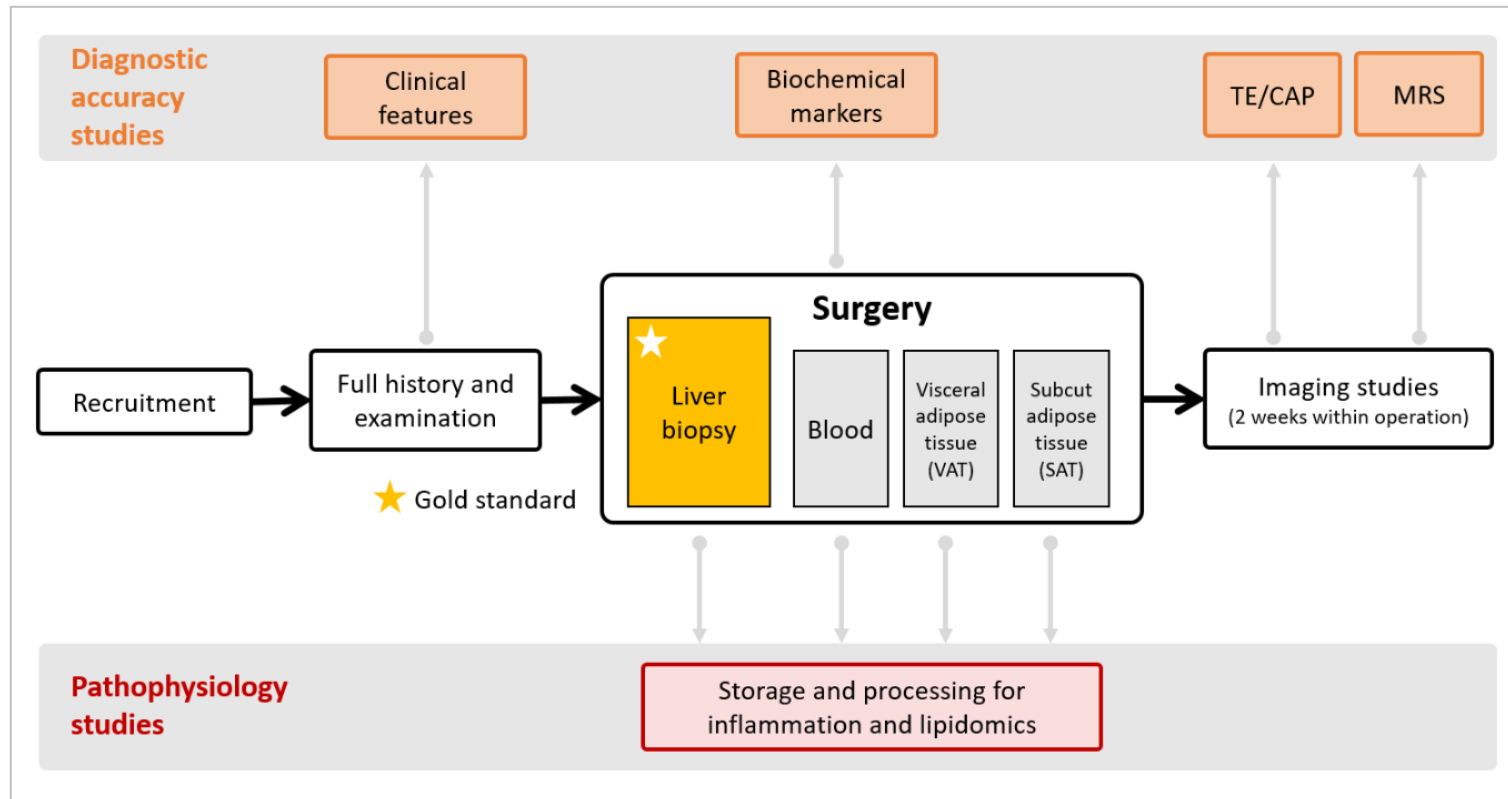 Diagnostic
accuracy
studies
Clinical
features
Biochemical
markers
TE/CAP
MRS
Recruitment
Full history and
examination
Gold standard
Surgery
Liver
biopsy
Blood
Visceral
adipose
tissue
(VAT)
Subcut
adipose
tissue
(SAT)
Imaging studies
(2 weeks within operation)
Pathophysiology
studies
Storage and processing for
inflammation and lipidomics